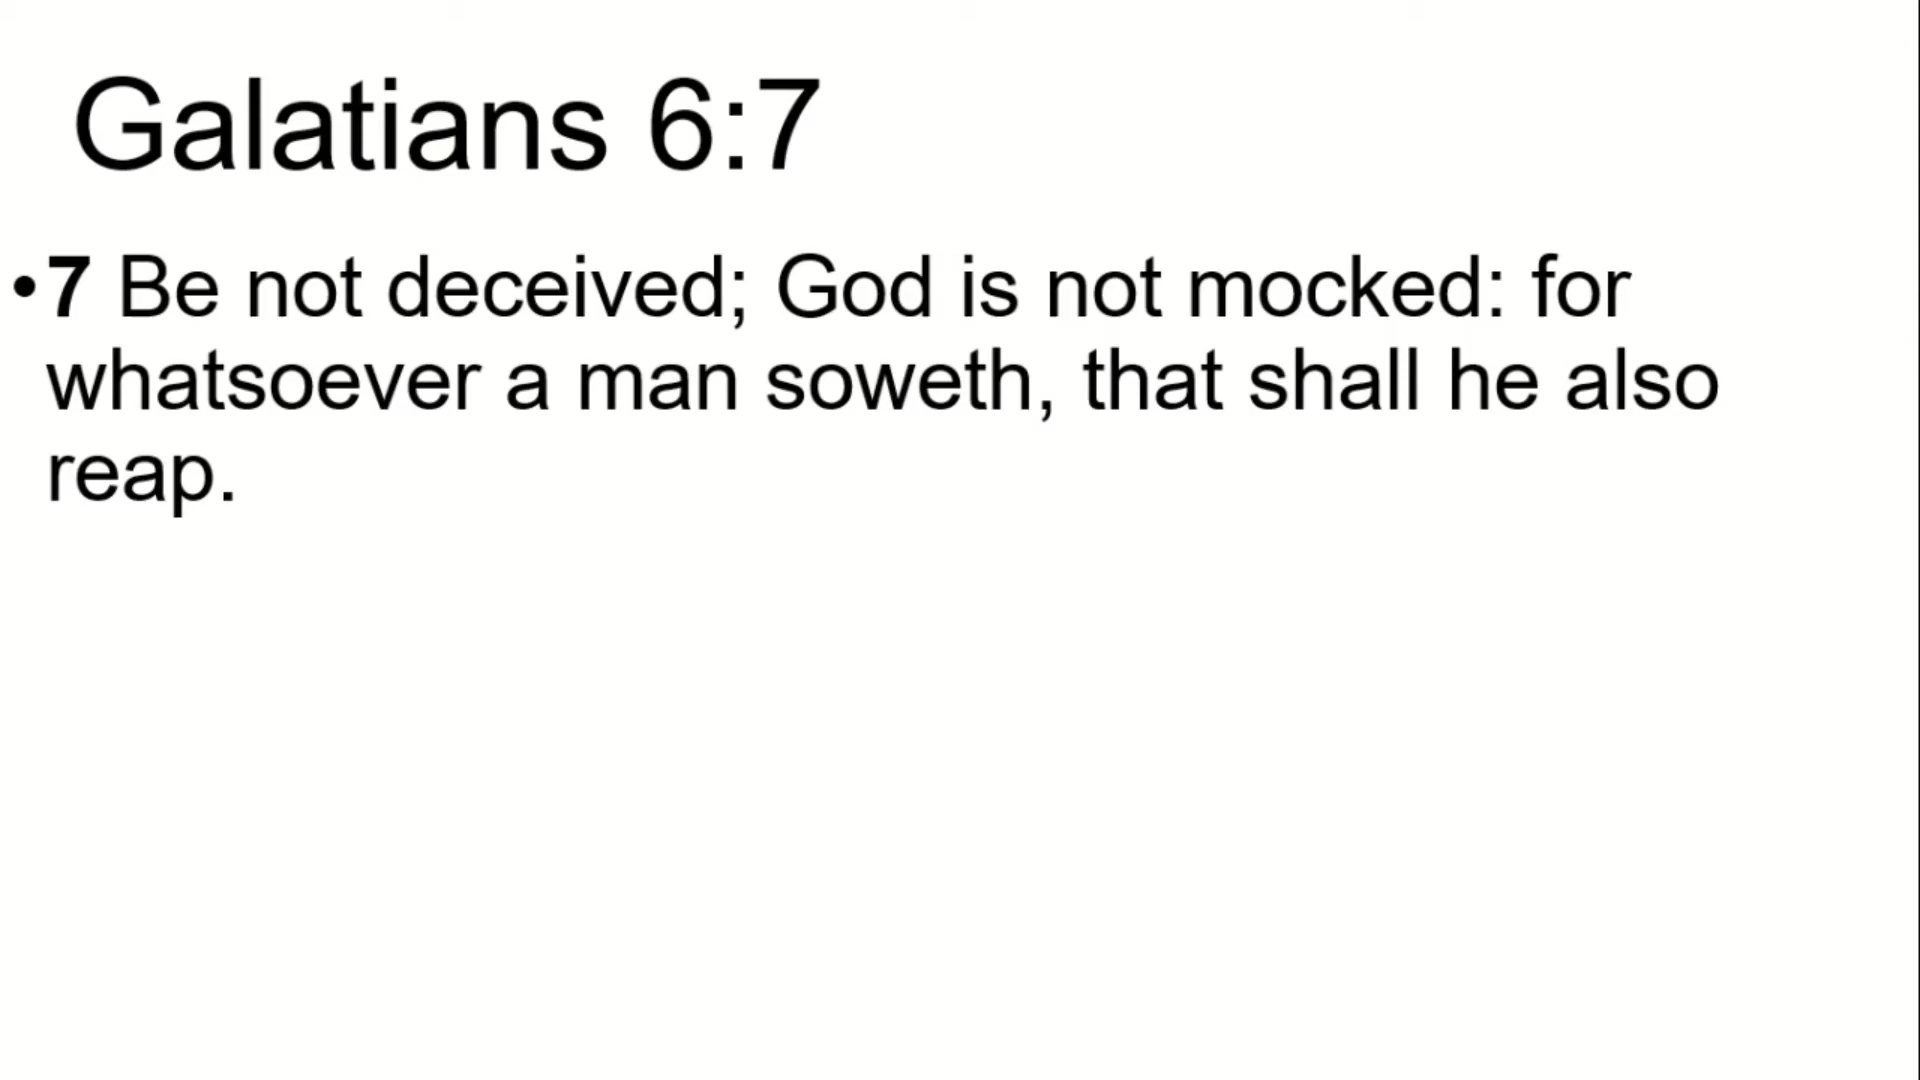 Galatians 6:7
•7 Be not deceived; God is not mocked: for
whatsoever a man soweth, that shall he also
reap.